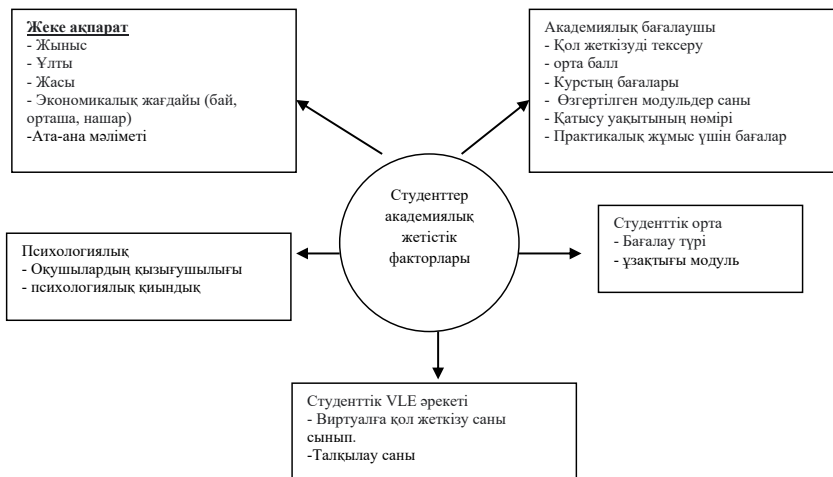 Жеке ақпарат
- Жыныс
- Ұлты
- Жасы
- Экономикалық жағдайы (бай,
орташа, нашар)
-Ата-ана мәліметі
Академиялық бағалаушы
- Қол жеткізуді тексеру
- орта балл
- Курстың бағалары
- Өзгертілген модульдер саны
- Қатысу уақытының нөмірі
- Практикалық жұмыс үшін бағалар
Студенттер
академиялық
жетістік
факторлары
Психологиялық
- Оқушылардың қызығушылығы
- психологиялық қиындық
Студенттік орта
- Бағалау түрі
- ұзақтығы модуль
Студенттік VLE әрекеті
- Виртуалға қол жеткізу саны
сынып.
-Талқылау саны